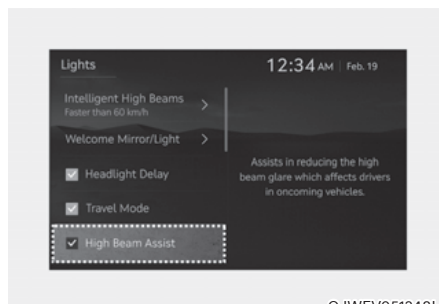 Lights
12:34 AM Feb. 19
Intelligent High Beams
Faster than 60 km/h
Welcome Mirror/Light
Headlight Delay
Travel Mode
High Beam Assist
Assists in reducing the high
beam glare which affects drivers
in oncoming vehicles.